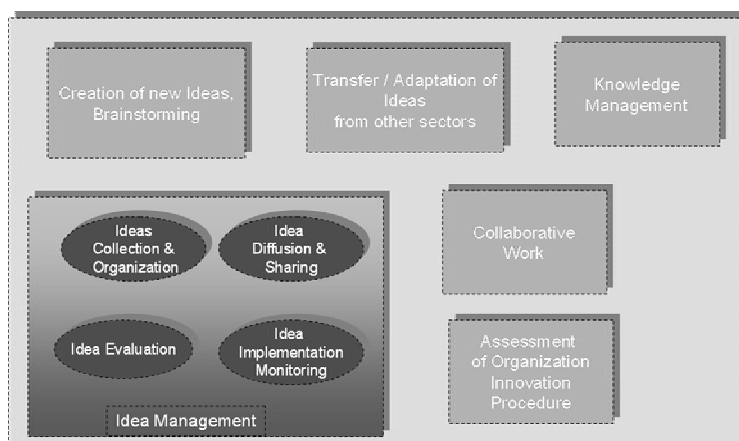 Creation of new Ideas,
Brainstorming
Transfer / Adaptation of
Ideas
from other sectors
Knowledge
Management
Ideas
Collection &
Organization
Idea
Diffusion &
Sharing
Collaborative
Work
Idea Evaluation
Idea
Implementation
Monitoring
Assessment
of Organization
Innovation
Procedure
Idea Management